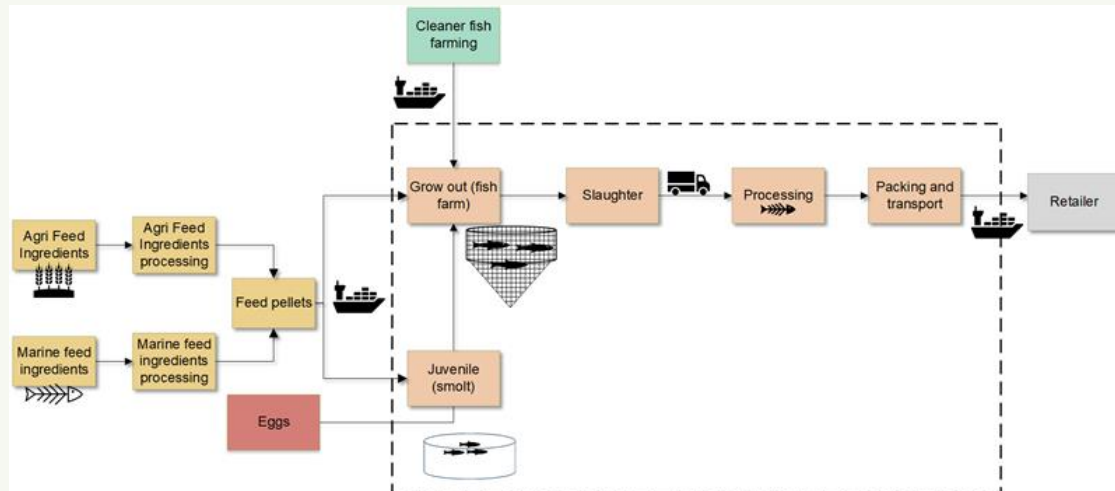 Cleaner fish
farming
Grow out (fish
farm)
Slaughter
Processing
Packing and
transport
Retailer
Agri Feed
Ingredients
Agri Feed
Ingredients
processing
Feed pellets
Marine feed
ingredients
Marine feed
ingredients
processing
Juvenile
(smolt)
Eggs